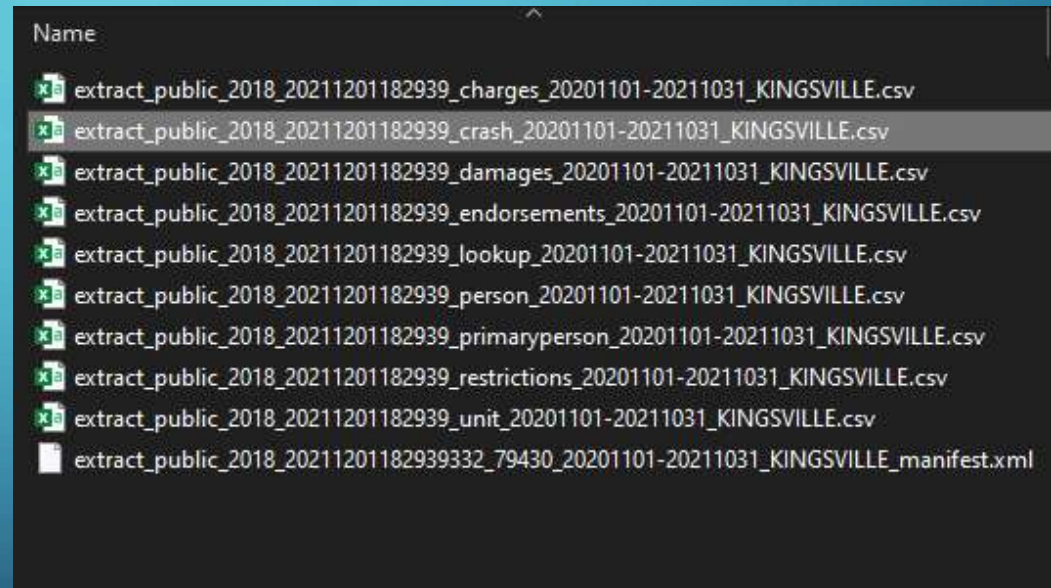 Name
extract_public_2018_20211201182939_charges_20201101-20211031_KINGSVILLE.csv
extract_public_2018_20211201182939_crash_20201101-20211031_KINGSVILLE.csv
extract_public_2018_20211201182939_damages_20201101-20211031_KINGSVILLE.csv
extract_public_2018_20211201182939_endorsements_20201101-20211031_KINGSVILLE.csv
extract_public_2018_20211201182939_lookup_20201101-20211031_KINGSVILLE.csv
extract_public_2018_20211201182939_person_20201101-20211031_KINGSVILLE.csv
extract_public_2018_20211201182939_primaryperson_20201101-20211031_KINGSVILLE.csv
extract_public_2018_20211201182939_restrictions_20201101-20211031_KINGSVILLE.csv
extract_public_2018_20211201182939_unit_20201101-20211031_KINGSVILLE.csv
extract_public_2018_20211201182939332_79430_20201101-20211031_KINGSVILLE_manifest.xml